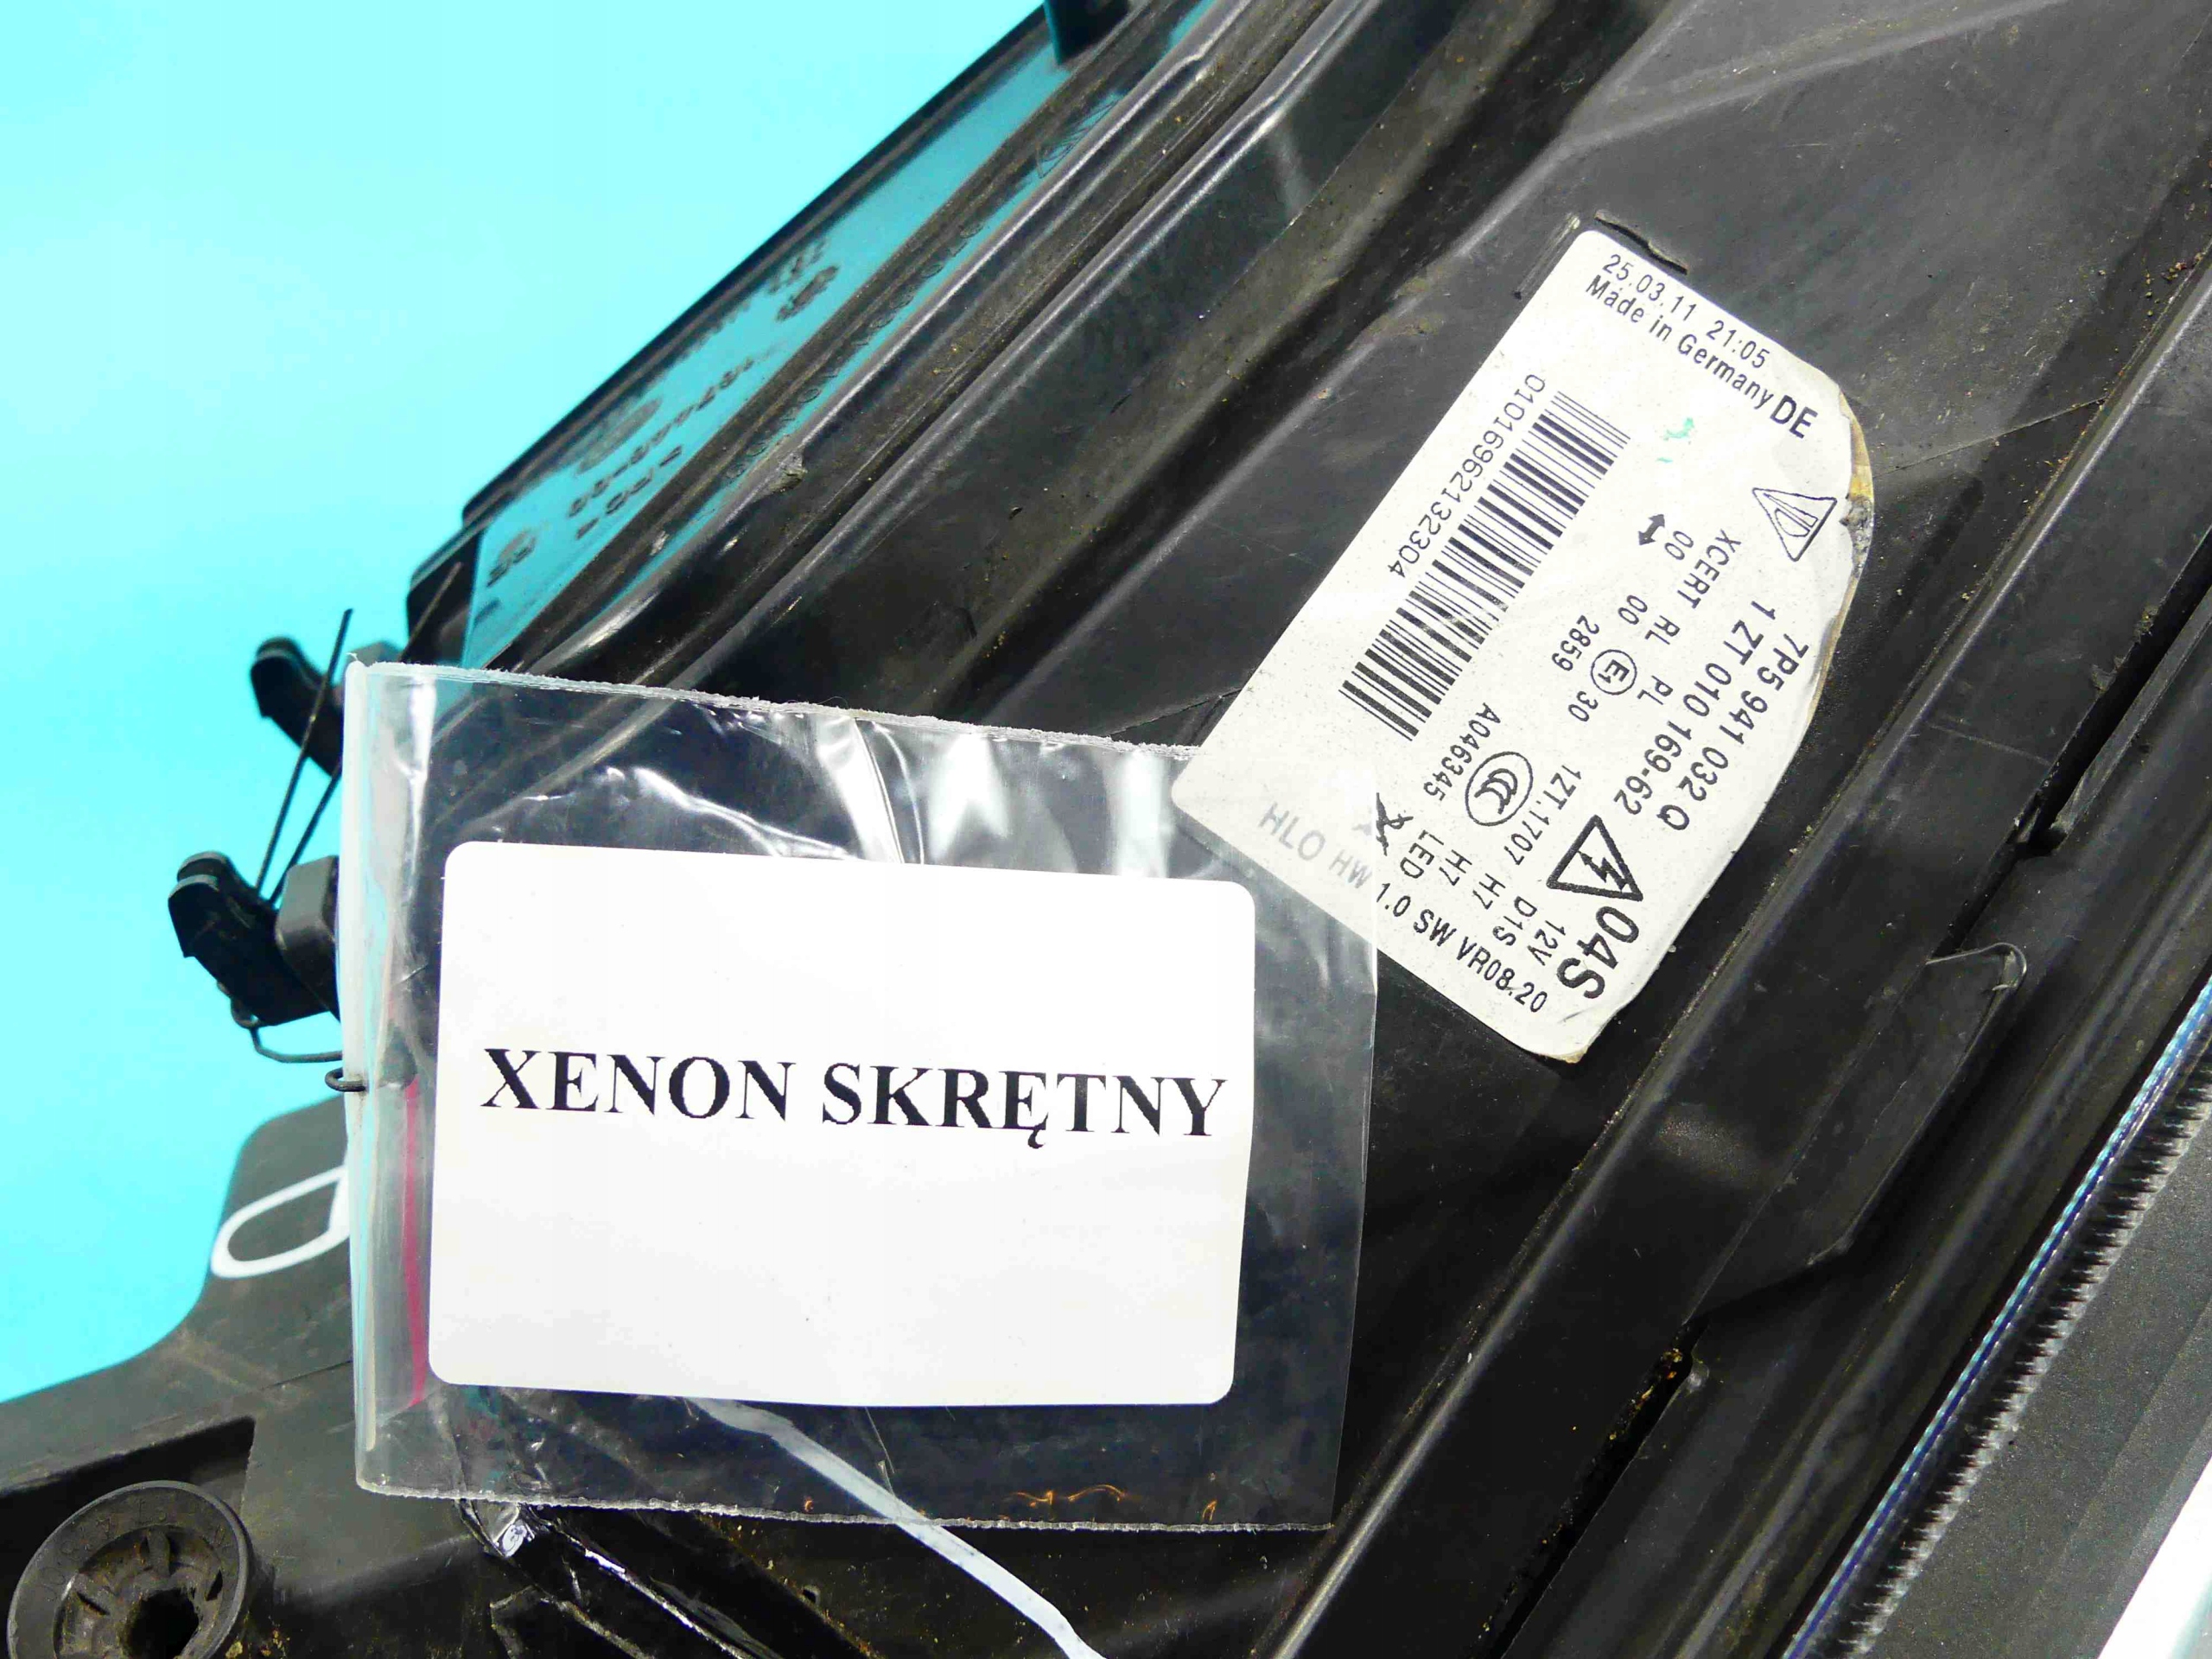 25.03.11 21:05
Made in Germany DE
01016962132304
7P5 941 032 Q
1 ZT 010 169-62
04S
XCERT RL PL
1ZT.1707 H7 D1S 12V
00 00 E1 30
2859
CCC
H7
A046345
LED
HLO HW 1.0 SW VR08.20
XENON SKRĘTNY